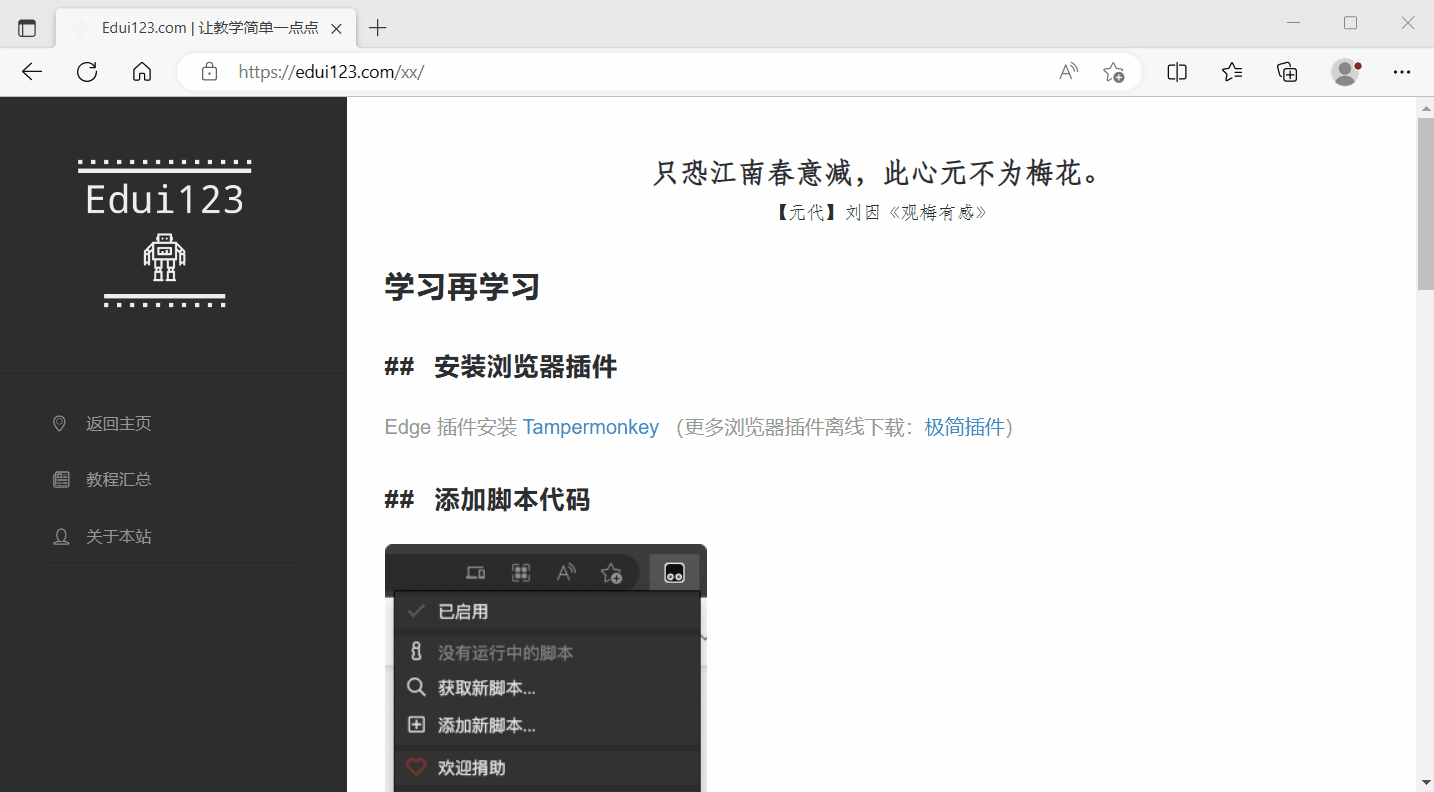 Edui123.com | 让教学简单一点点
https://edui123.com/xx/
Edui123
返回主页
教程汇总
关于本站
只恐江南春意减，此心元不为梅花。
【元代】刘因《观梅有感》
学习再学习
## 安装浏览器插件
Edge 插件安装 Tampermonkey （更多浏览器插件离线下载：极简插件）
## 添加脚本代码
已启用
没有运行中的脚本
获取新脚本...
添加新脚本...
欢迎捐助